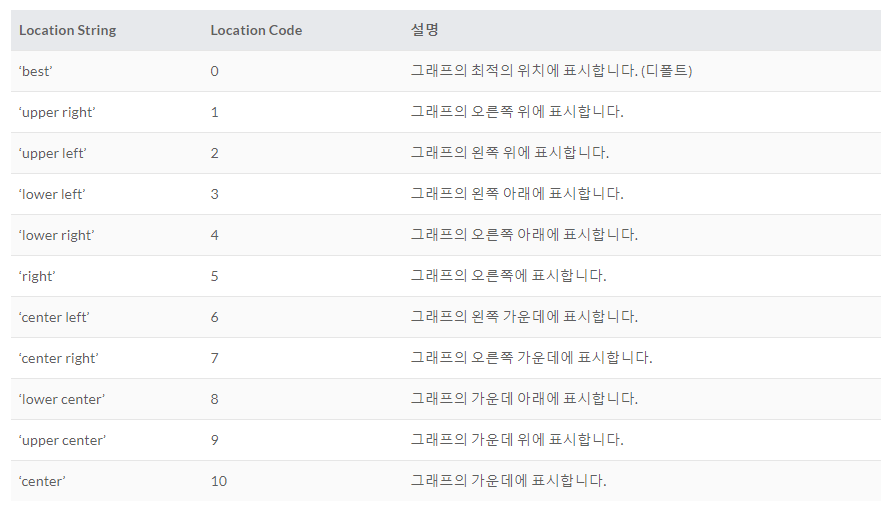 Location String Location Code 설명
‘best’ 0 그래프의 최적의 위치에 표시합니다. (디폴트)
‘upper right’ 1 그래프의 오른쪽 위에 표시합니다.
‘upper left’ 2 그래프의 왼쪽 위에 표시합니다.
‘lower left’ 3 그래프의 왼쪽 아래에 표시합니다.
‘lower right’ 4 그래프의 오른쪽 아래에 표시합니다.
‘right’ 5 그래프의 오른쪽에 표시합니다.
‘center left’ 6 그래프의 왼쪽 가운데에 표시합니다.
‘center right’ 7 그래프의 오른쪽 가운데에 표시합니다.
‘lower center’ 8 그래프의 가운데 아래에 표시합니다.
‘upper center’ 9 그래프의 가운데 위에 표시합니다.
‘center’ 10 그래프의 가운데에 표시합니다.